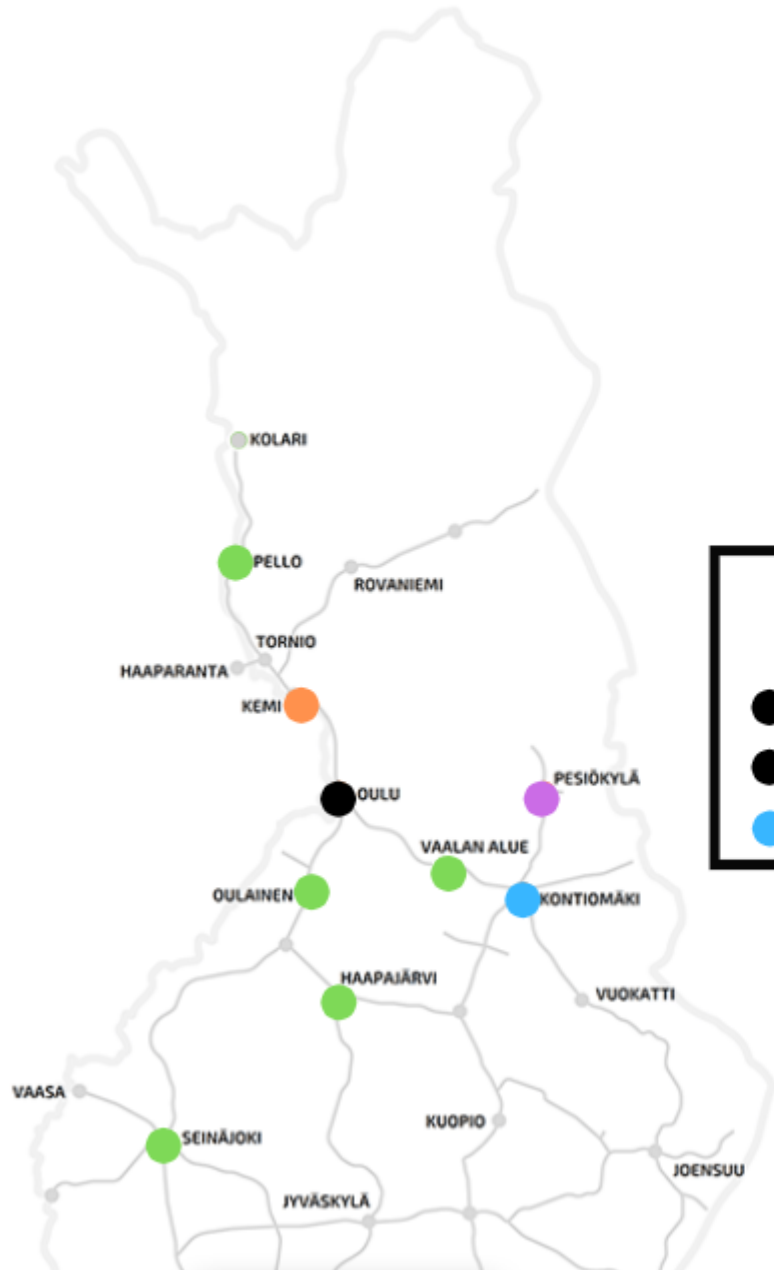 KOLARI
PELLO
ROVANIEMI
TORNIO
HAAPARANTA
KEMI
PESIÖKYLÄ
OULU
VAALAN ALUE
OULAINEN
KONTIOMÄKI
HAAPAJÄRVI
VUOKATTI
VAASA
KUOPIO
SEINÄJOKI
JOENSUU
JYVÄSKYLÄ